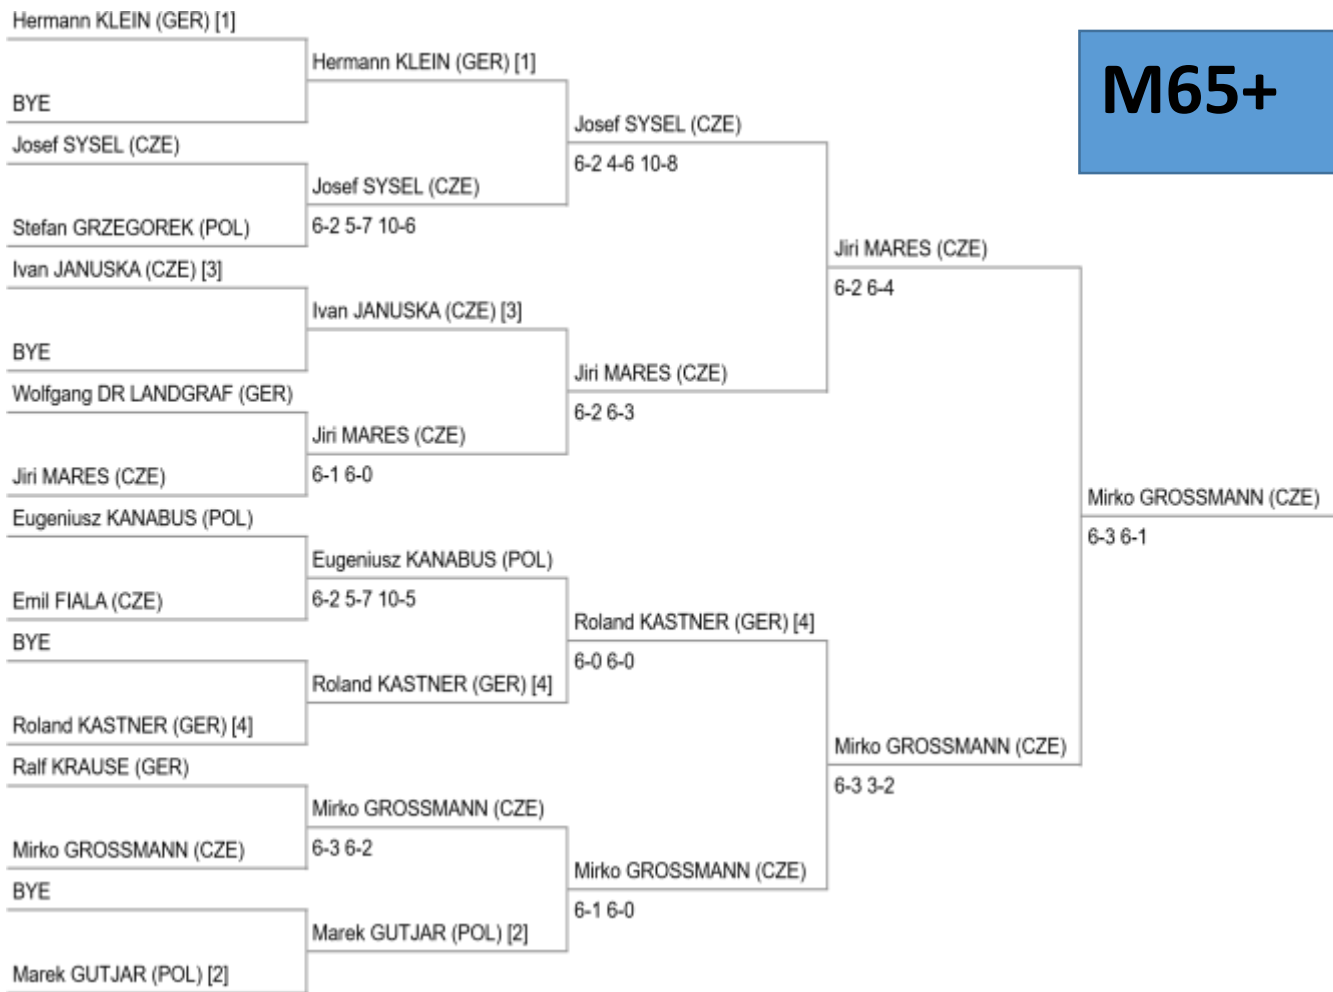 Hermann KLEIN (GER) [1]
BYE
Josef SYSEL (CZE)
Stefan GRZEGOREK (POL)
Ivan JANUSKA (CZE) [3]
BYE
Wolfgang DR LANDGRAF (GER)
Jiri MARES (CZE)
Eugeniusz KANABUS (POL)
Emil FIALA (CZE)
BYE
Roland KASTNER (GER) [4]
Ralf KRAUSE (GER)
Mirko GROSSMANN (CZE)
BYE
Marek GUTJAR (POL) [2]
Hermann KLEIN (GER) [1]
Josef SYSEL (CZE)
6-2 5-7 10-6
Ivan JANUSKA (CZE) [3]
Jiri MARES (CZE)
6-1 6-0
Eugeniusz KANABUS (POL)
6-2 5-7 10-5
Roland KASTNER (GER) [4]
Mirko GROSSMANN (CZE)
6-3 6-2
Marek GUTJAR (POL) [2]
Josef SYSEL (CZE)
6-2 4-6 10-8
Jiri MARES (CZE)
6-2 6-3
Roland KASTNER (GER) [4]
6-0 6-0
Mirko GROSSMANN (CZE)
6-1 6-0
Jiri MARES (CZE)
6-2 6-4
Mirko GROSSMANN (CZE)
6-3 3-2
Mirko GROSSMANN (CZE)
6-3 6-1
M65+